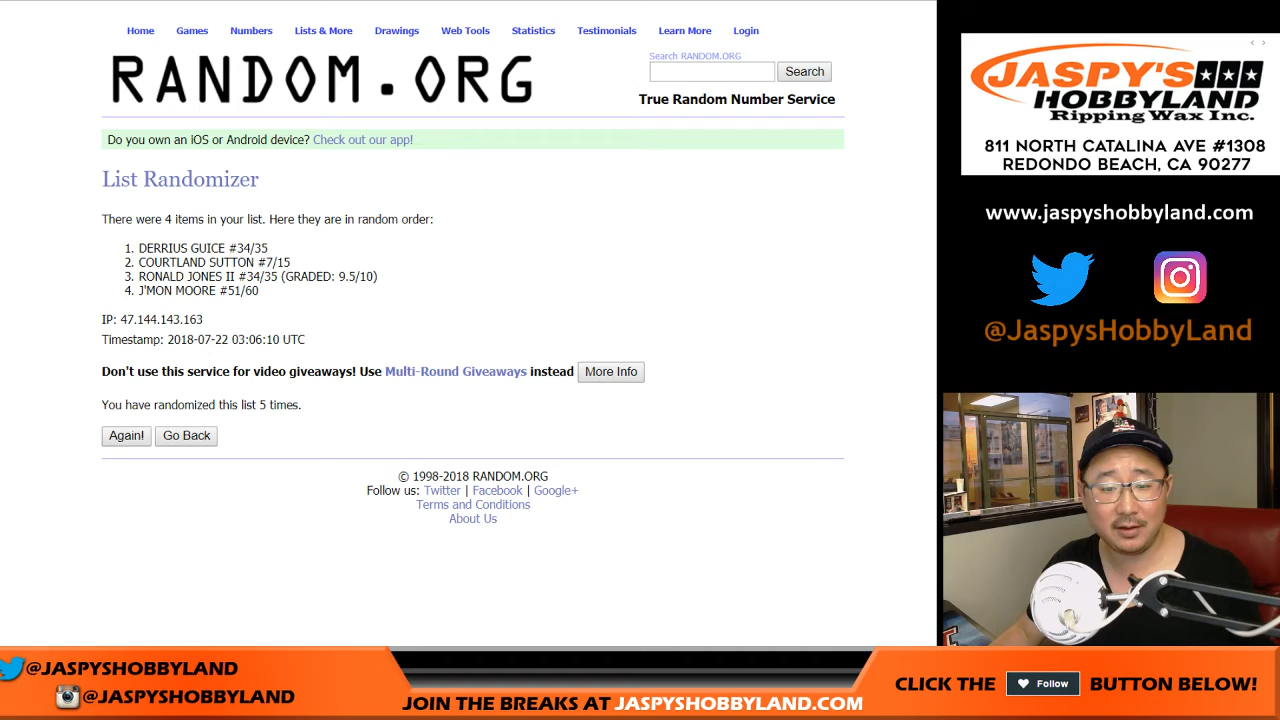 Home Games Numbers Lists & More Drawings Web Tools Statistics Testimonials Learn More Login
RANDOM.ORG
Search RANDOM.ORG
Search
True Random Number Service
Do you own an iOS or Android device? Check out our app!
List Randomizer
There were 4 items in your list. Here they are in random order:
1. DERRIUS GUICE #34/35
2. COURTLAND SUTTON #7/15
3. RONALD JONES II #34/35 (GRADED: 9.5/10)
4. J'MON MOORE #51/60
IP: 47.144.143.163
Timestamp: 2018-07-22 03:06:10 UTC
Don't use this service for video giveaways! Use Multi-Round Giveaways instead More Info
You have randomized this list 5 times.
Again! Go Back
© 1998-2018 RANDOM.ORG
Follow us: Twitter | Facebook | Google+
Terms and Conditions
About Us
JASPY'S
HOBBYLAND
Ripping Wax Inc.
811 NORTH CATALINA AVE #1308
REDONDO BEACH, CA 90277
www.jaspyshobbyland.com
@JaspysHobbyLand
@JASPYSHOBBYLAND
@JASPYSHOBBYLAND
JOIN THE BREAKS AT JASPYSHOBBYLAND.COM
CLICK THE Follow BUTTON BELOW!